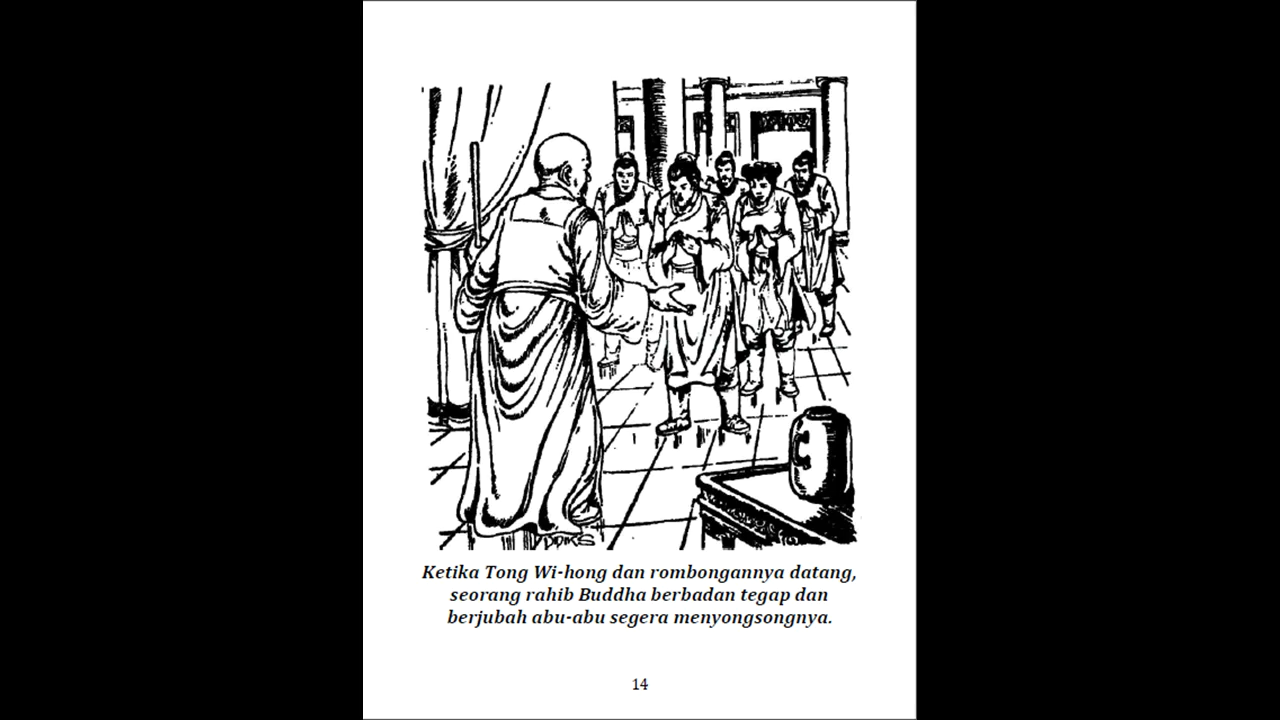 Ketika Tong Wi-hong dan rombongannya datang,
seorang rahib Buddha berbadan tegap dan
berjubah abu-abu segera menyongsongnya.
14